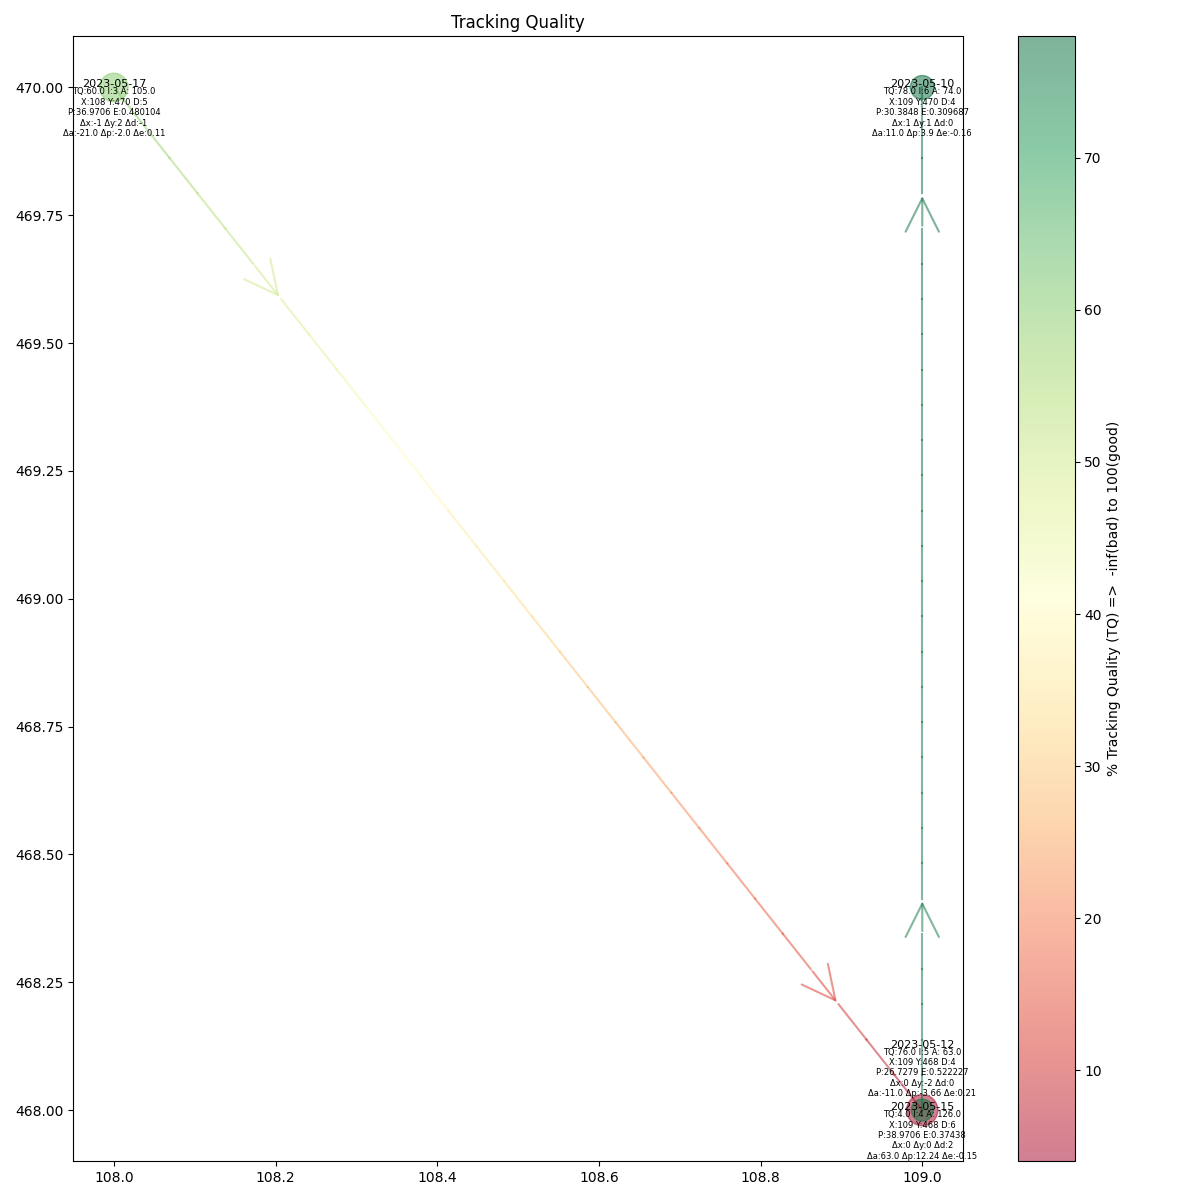 Tracking Quality
470.00
469.75
469.50
469.25
469.00
468.75
468.50
468.25
468.00
108.0
108.2
108.4
108.6
108.8
109.0
2023-05-17
TQ:60.0 I:3 A: 105.0
X:108 Y:470 D:5
P:36.9706 E:0.480104
Δx:-1 Δy:2 Δd:-1
Δa:-21.0 Δp:-2.0 Δe:0.11
2023-05-10
TQ:78.0 I:6 A: 74.0
X:109 Y:470 D:4
P:30.3848 E:0.309687
Δx:1 Δy:1 Δd:0
Δa:11.0 Δp:3.9 Δe:-0.16
2023-05-12
TQ:76.0 I:5 A: 63.0
X:109 Y:468 D:4
P:26.7279 E:0.522227
Δx:0 Δy:-2 Δd:0
Δa:-11.0 Δp:-3.66 Δe:0.21
2023-05-15
TQ:4.0 I:4 A: 126.0
X:109 Y:468 D:6
P:38.9706 E:0.37438
Δx:0 Δy:0 Δd:2
Δa:63.0 Δp:12.24 Δe:-0.15
70
60
50
40
30
20
10
% Tracking Quality (TQ) => -inf(bad) to 100(good)